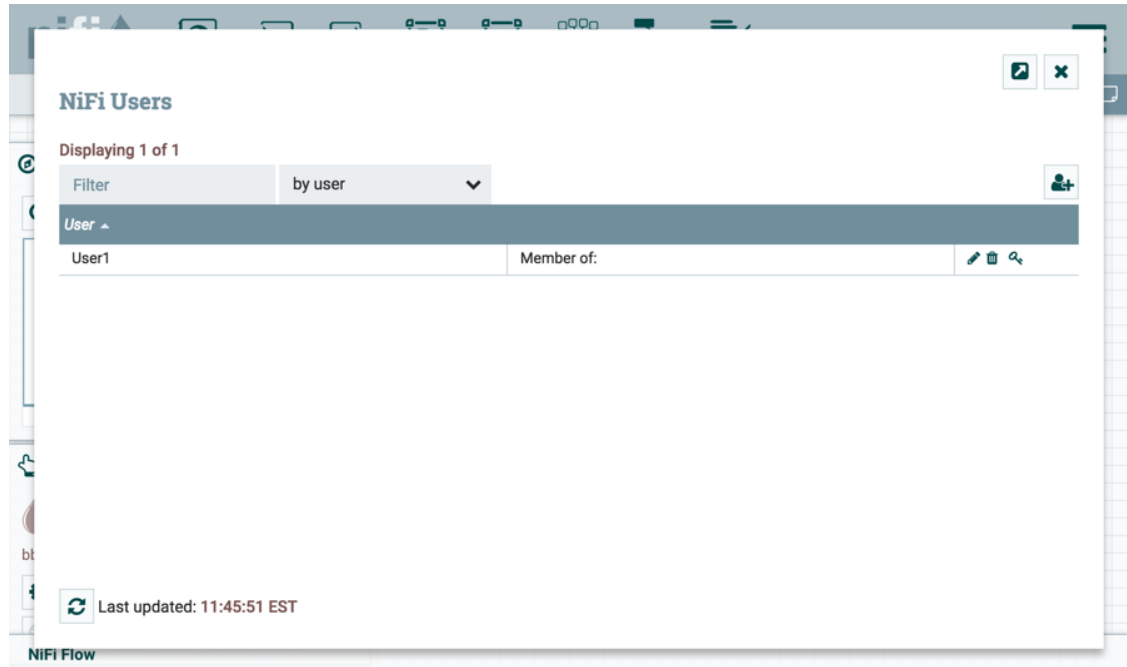 NiFi Users
Displaying 1 of 1
Filter by user
User
User1 Member of:
Last updated: 11:45:51 EST
NiFi Flow